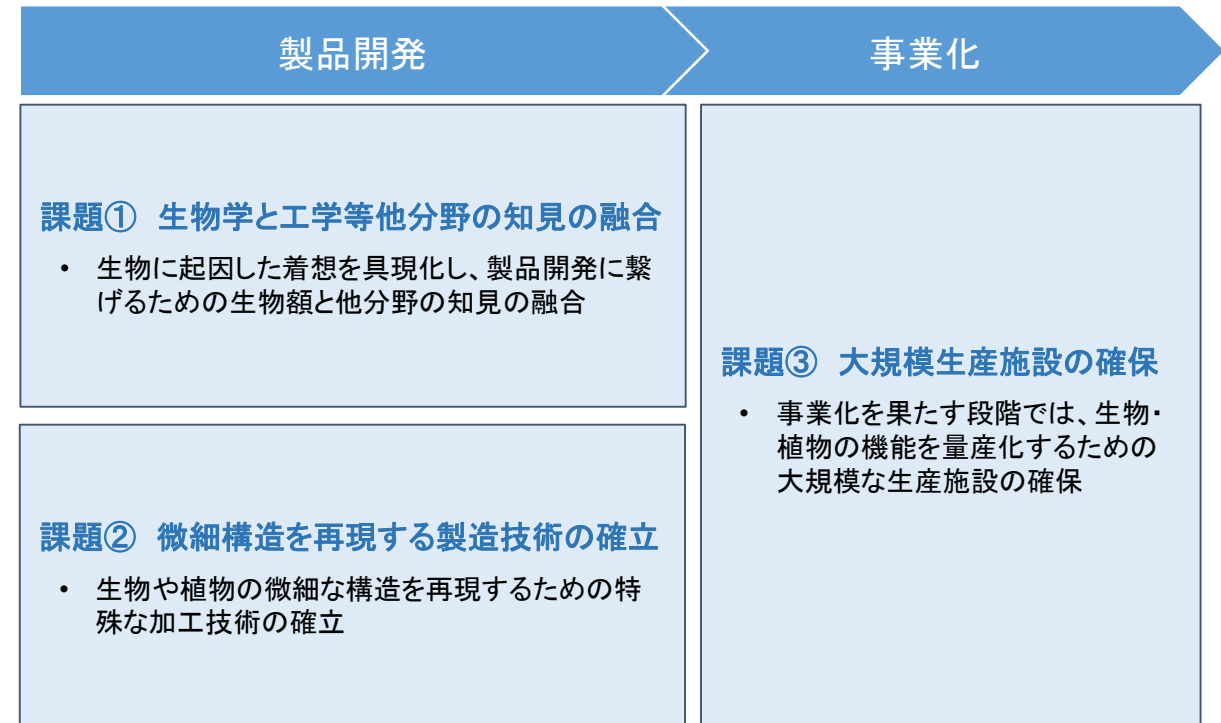 製品開発
事業化
課題① 生物学と工学等他分野の知見の融合
• 生物に起因した着想を具現化し、製品開発に繋
げるための生物額と他分野の知見の融合
課題② 微細構造を再現する製造技術の確立
• 生物や植物の微細な構造を再現するための特
殊な加工技術の確立
課題③ 大規模生産施設の確保
• 事業化を果たす段階では、生物・
植物の機能を量産化するための
大規模な生産施設の確保